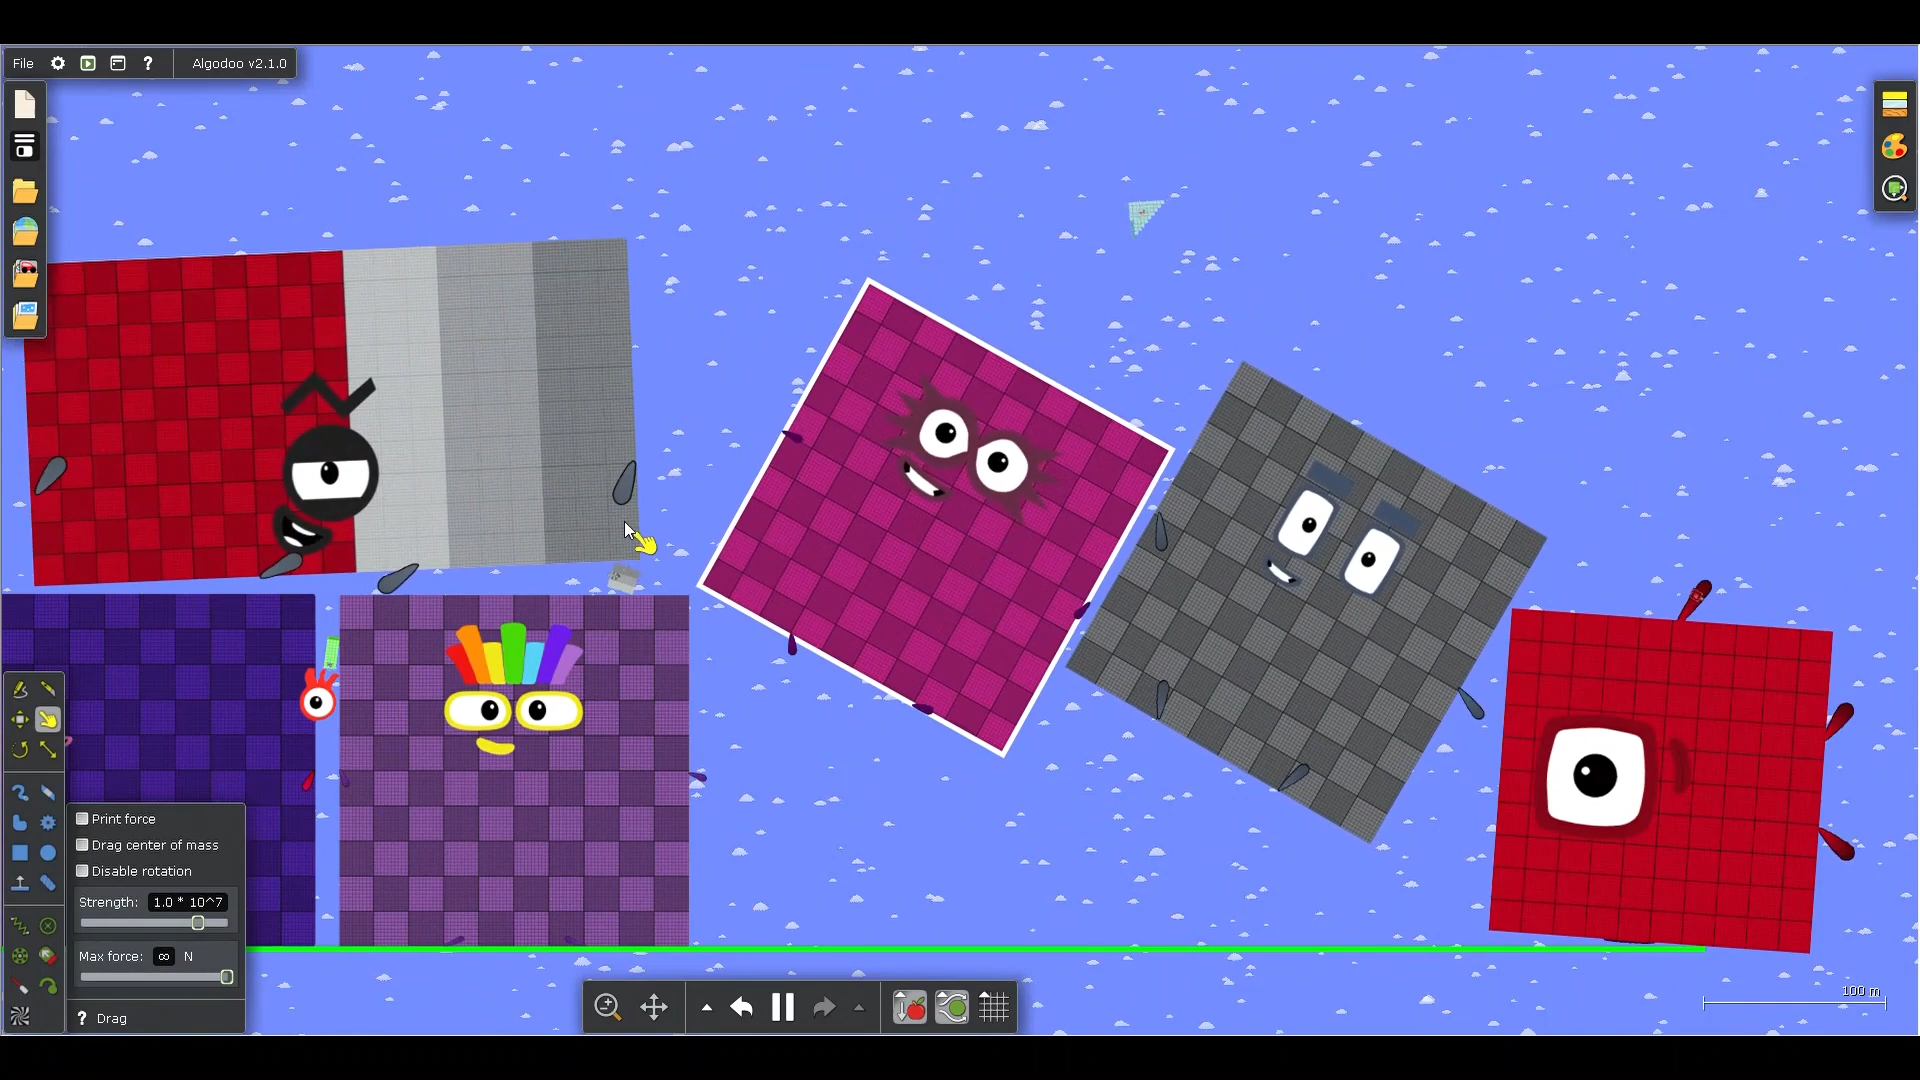 File ? Algodoo v2.1.0
Print force
Drag center of mass
Disable rotation
Strength: 1.0 * 10^7
Max force: ∞ N
? Drag
100 m